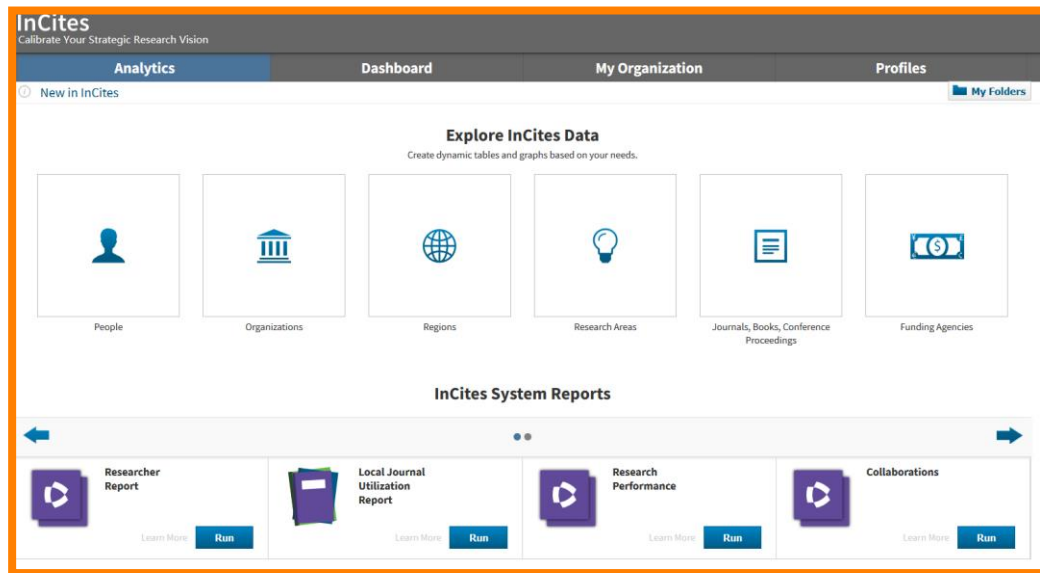 InCites
Calibrate Your Strategic Research Vision
Analytics
Dashboard
My Organization
Profiles
New in InCites
My Folders
Explore InCites Data
Create dynamic tables and graphs based on your needs.
People
Organizations
Regions
Research Areas
Journals, Books, Conference
Proceedings
Funding Agencies
InCites System Reports
Researcher
Report
Learn More
Run
Local Journal
Utilization
Report
Learn More
Run
Research
Performance
Learn More
Run
Collaborations
Learn More
Run